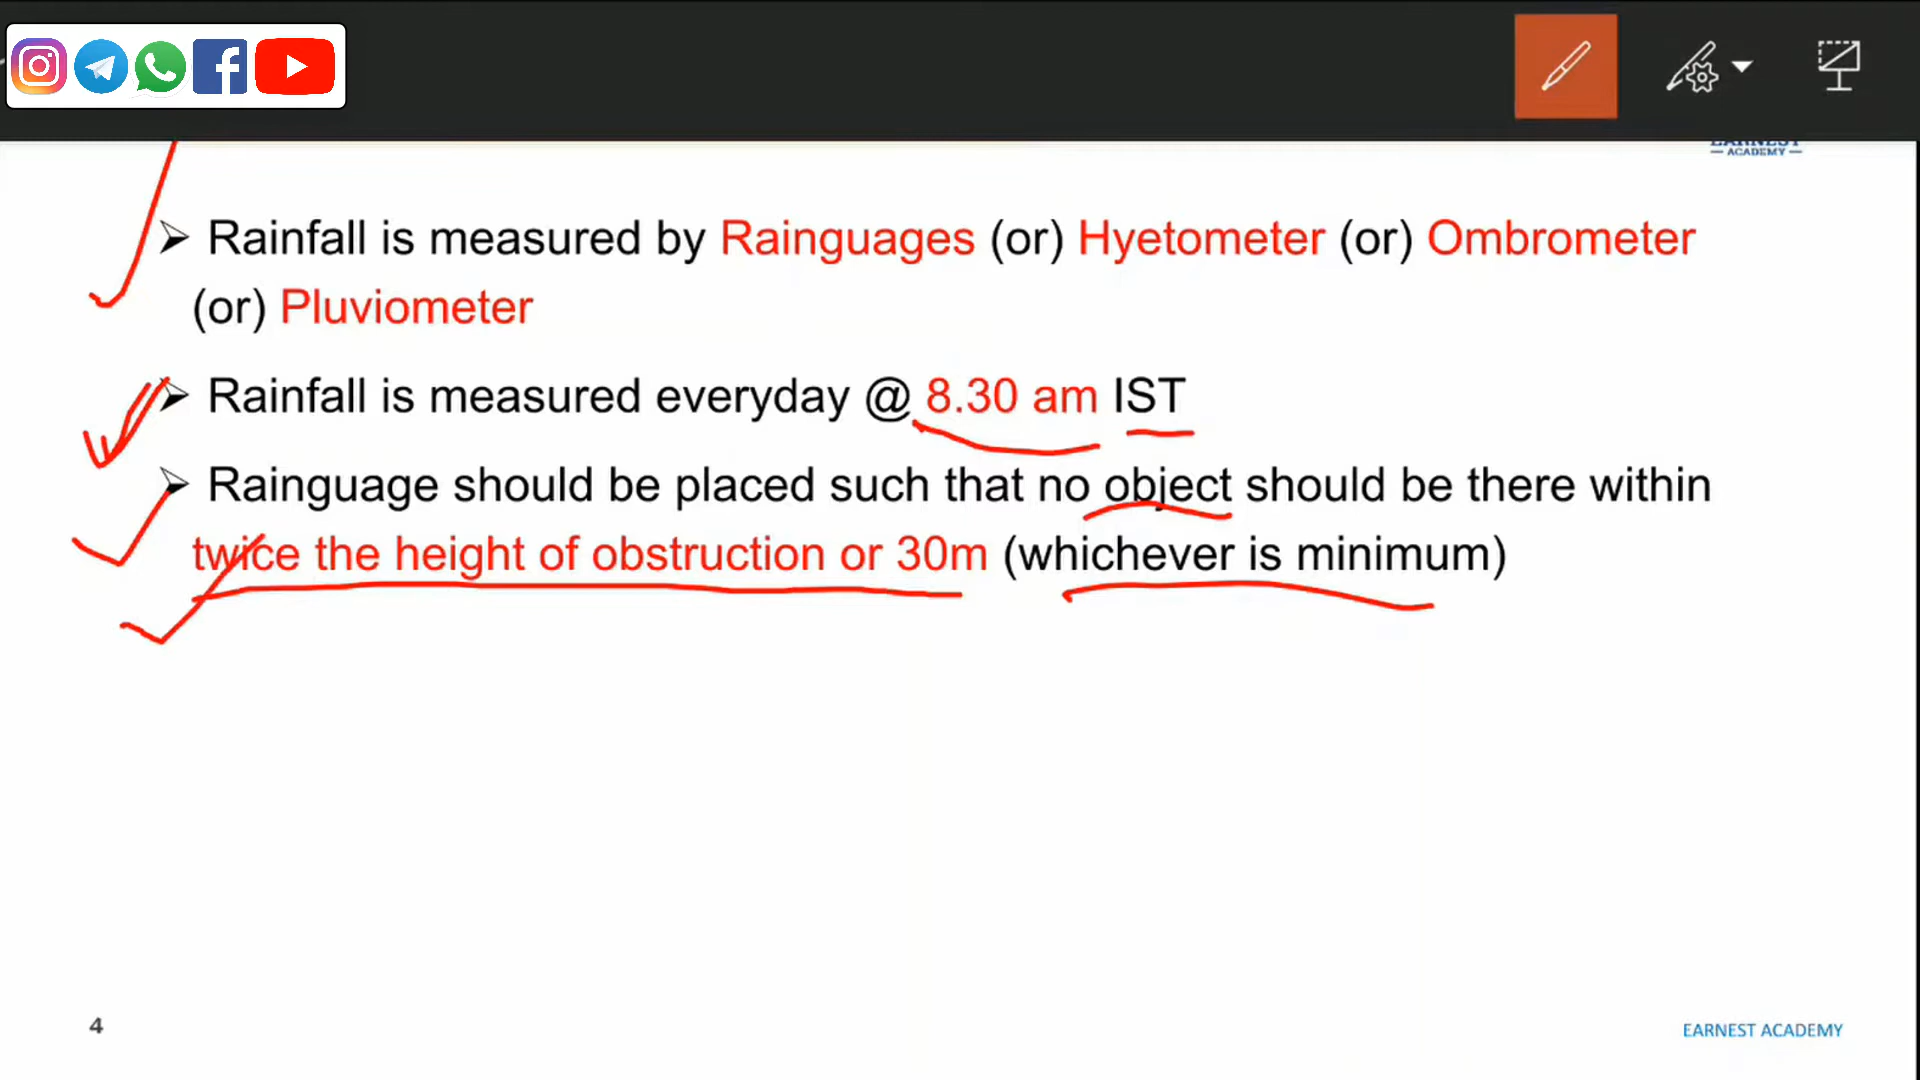 EARNEST
— ACADEMY —
➢ Rainfall is measured by Rainguages (or) Hyetometer (or) Ombrometer
(or) Pluviometer
➢ Rainfall is measured everyday @ 8.30 am IST
➢ Rainguage should be placed such that no object should be there within
twice the height of obstruction or 30m (whichever is minimum)
4
EARNEST ACADEMY